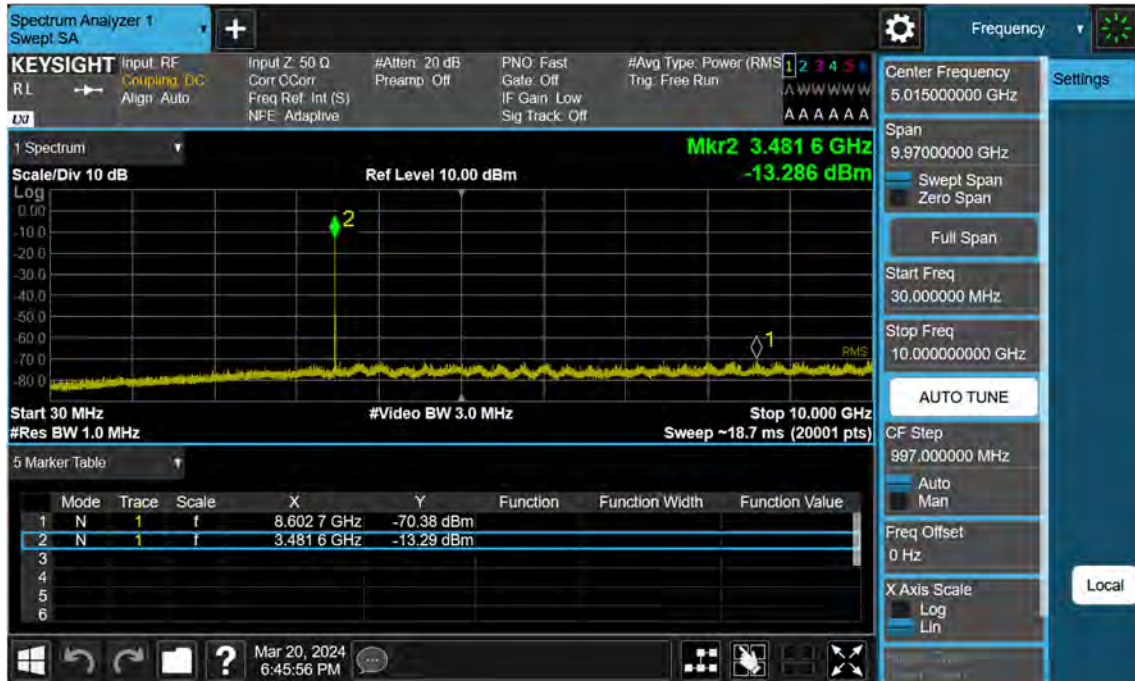 Spectrum Analyzer 1
Swept SA
Frequency
KEYSIGHT
RL
LXI
Input: RF
Coupling: DC
Align: Auto
Input Z: 50 Ω
Corr CCorr
Freq Ref: Int (S)
NFE: Adaptive
#Atten: 20 dB
Preamp: Off
PNO: Fast
Gate: Off
IF Gain: Low
Sig Track: Off
#Avg Type: Power (RMS
Trig: Free Run
1 2 3 4 5 6
A W W W W W
A A A A A A
1 Spectrum
Scale/Div 10 dB
Ref Level 10.00 dBm
Mkr2 3.481 6 GHz
-13.286 dBm
Log
0.00
-10.0
-20.0
-30.0
-40.0
-50.0
-60.0
-70.0
-80.0
2
1
RMS
Start 30 MHz
#Video BW 3.0 MHz
Stop 10.000 GHz
#Res BW 1.0 MHz
Sweep ~18.7 ms (20001 pts)
5 Marker Table
Mode Trace Scale X Y Function Function Width Function Value
1 N 1 f 8.602 7 GHz -70.38 dBm
2 N 1 f 3.481 6 GHz -13.29 dBm
3
4
5
6
Mar 20, 2024
6:45:56 PM
Center Frequency
5.015000000 GHz
Settings
Span
9.97000000 GHz
Swept Span
Zero Span
Full Span
Start Freq
30.000000 MHz
Stop Freq
10.000000000 GHz
AUTO TUNE
CF Step
997.000000 MHz
Auto
Man
Freq Offset
0 Hz
X Axis Scale
Log
Lin
Local